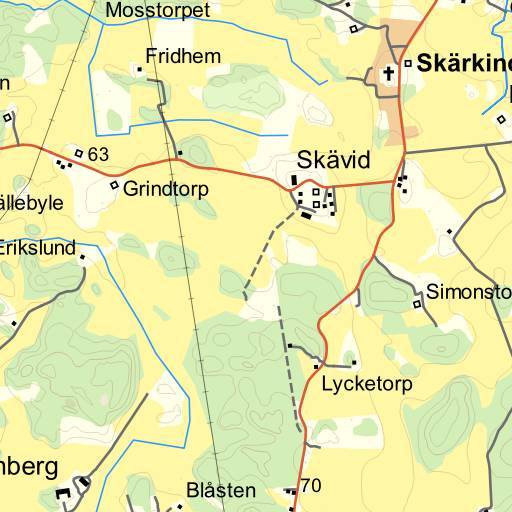 Mosstorpet
Fridhem
Skärkind
n
Skävid
63
Grindtorp
ällebyle
Erikslund
Simonsto
Lycketorp
nberg
Blåsten
70